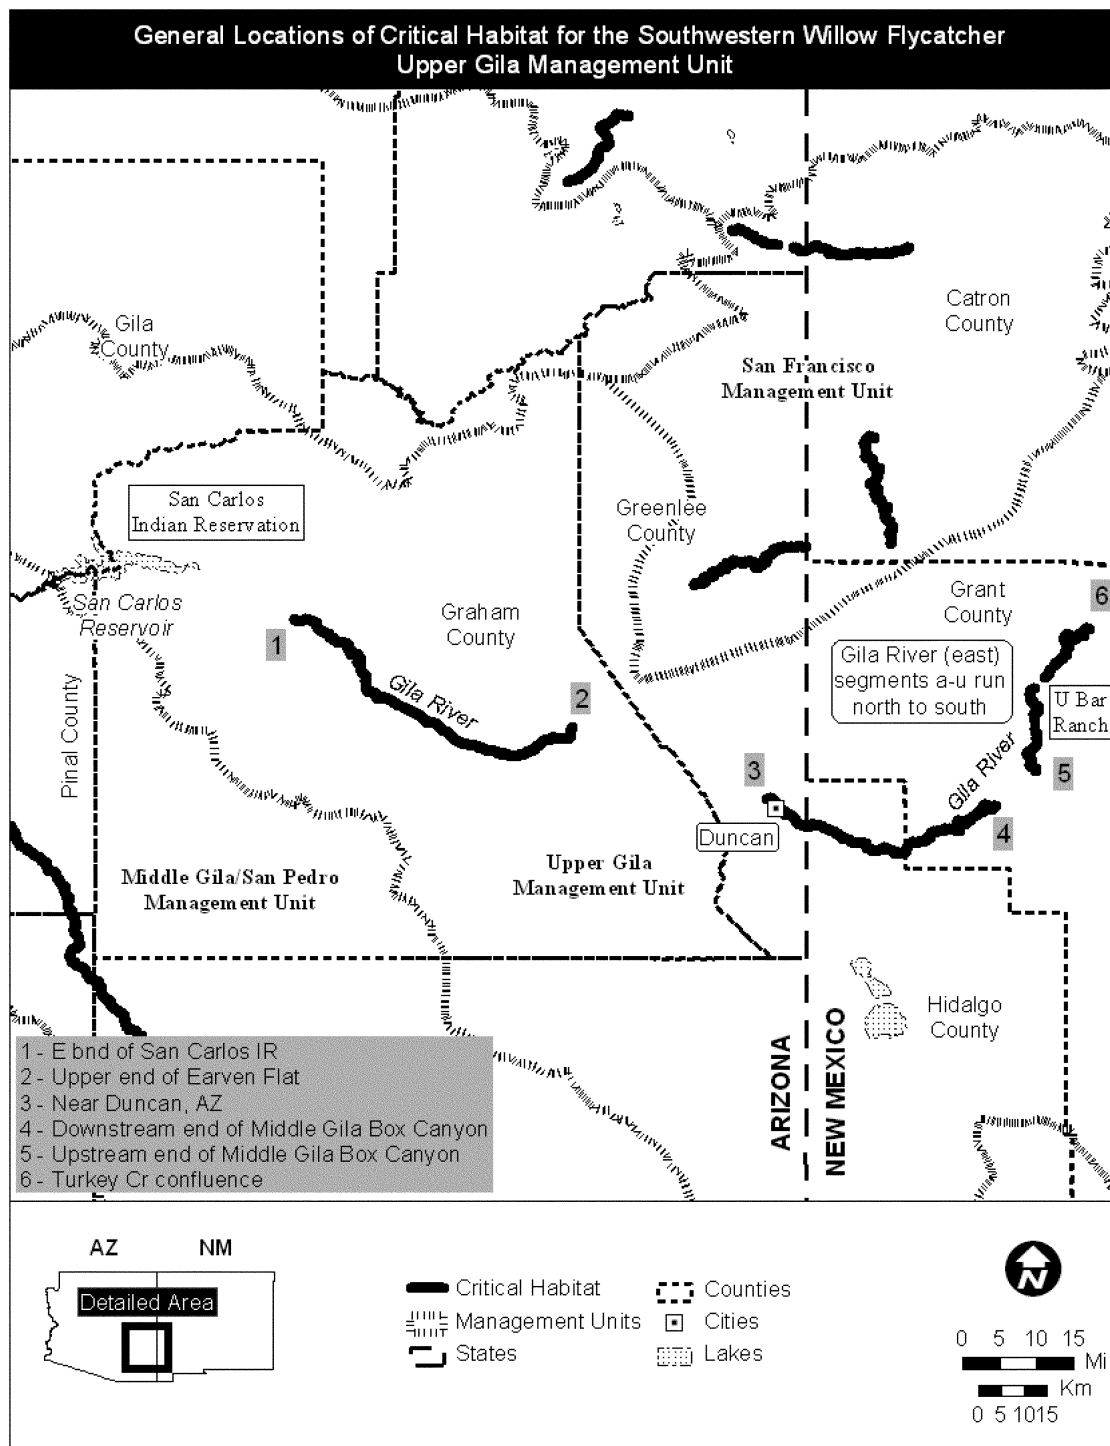 General Locations of Critical Habitat for the Southwestern Willow Flycatcher
Upper Gila Management Unit
Catron
County
Gila
County
San Francisco
Management Unit
San Carlos
Indian Reservation
Greenlee
County
San Carlos
Reservoir
Graham
County
Grant
County
6
1
Gila River
2
Gila River (east)
segments a-u run
north to south
U Bar
Ranch
Pinal County
3
Gila River
5
4
Duncan
Middle Gila/San Pedro
Management Unit
Upper Gila
Management Unit
Hidalgo
County
ARIZONA
NEW MEXICO
1 - E bnd of San Carlos IR
2 - Upper end of Earven Flat
3 - Near Duncan, AZ
4 - Downstream end of Middle Gila Box Canyon
5 - Upstream end of Middle Gila Box Canyon
6 - Turkey Cr confluence
AZ NM
Detailed Area
Critical Habitat
Management Units
States
Counties
Cities
Lakes
N
0 5 10 15
Mi
Km
0 5 1015